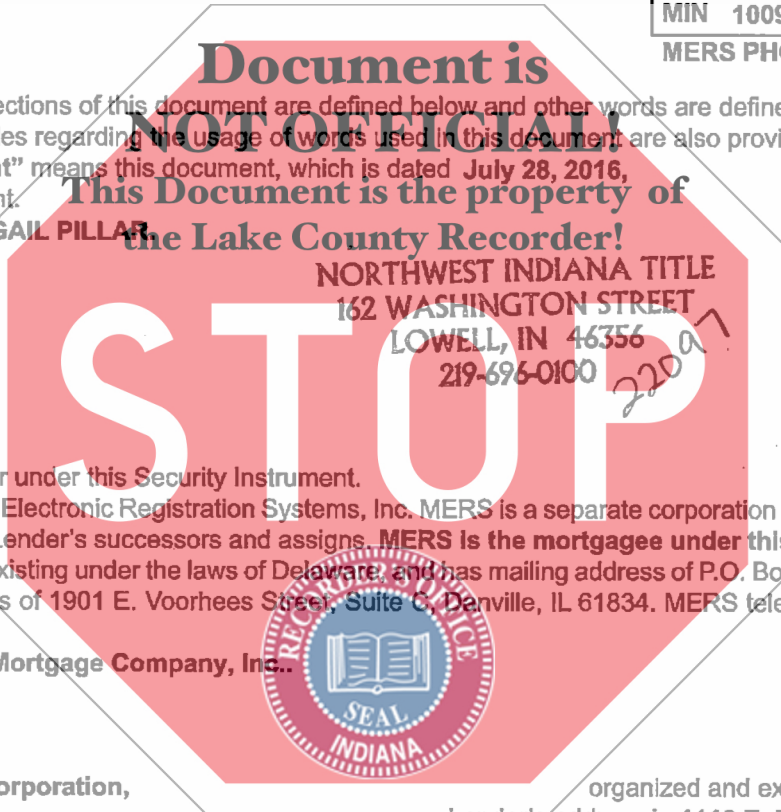 MIN 1009
MERS PHO
Document is
ections of this document are defined below and other words are define
NOT OFFICIAL!
es regarding the usage of words used in this document are also provi
t” means this document, which is dated July 28, 2016,
This Document is the property of
nt.
GAIL PILLAR.
the Lake County Recorder!
NORTHWEST INDIANA TITLE
162 WASHINGTON STREET
LOWELL, IN 46356
219-696-0100
STOP
r under this Security Instrument.
Electronic Registration Systems, Inc. MERS is a separate corporation
Lender's successors and assigns. MERS is the mortgagee under this
xisting under the laws of Delaware, and has mailing address of P.O. Bo
s of 1901 E. Voorhees Street, Suite C, Danville, IL 61834. MERS tele
RECORDER'S OFFICE
Mortgage Company, Inc..
SEAL
INDIANA
orporation,
organized and ex